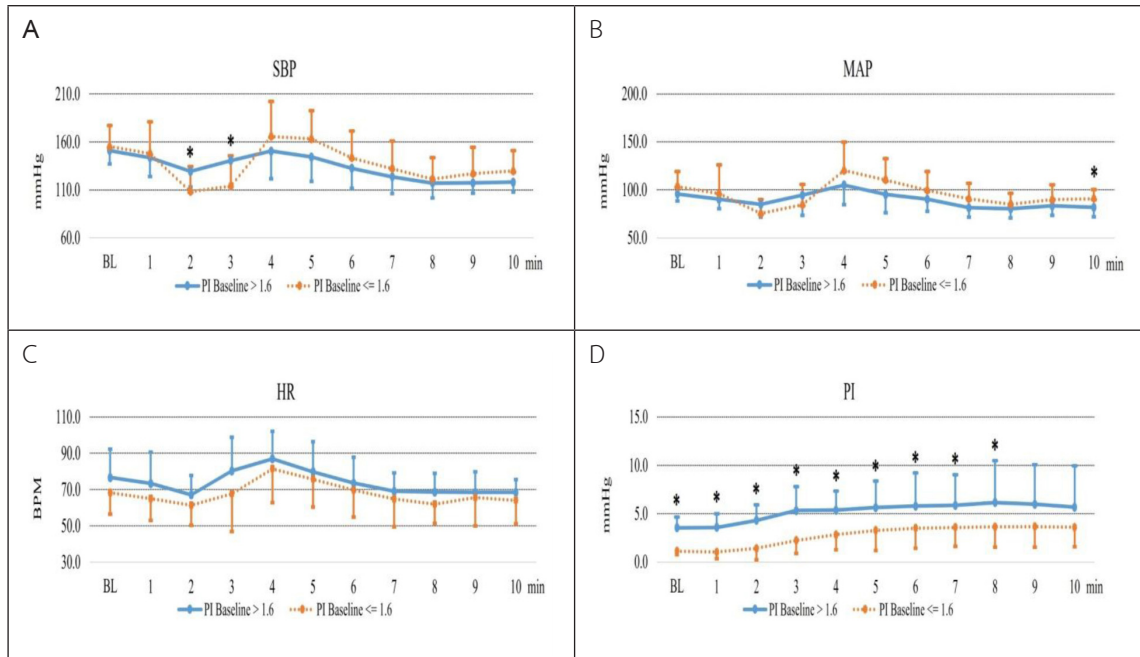 A
SBP
mmHg
210.0
160.0
110.0
60.0
* *
BL 1 2 3 4 5 6 7 8 9 10 min
PI Baseline > 1.6 PI Baseline <= 1.6
B
MAP
mmHg
200.0
150.0
100.0
50.0
*
BL 1 2 3 4 5 6 7 8 9 10 min
PI Baseline > 1.6 PI Baseline <= 1.6
C
HR
BPM
110.0
90.0
70.0
50.0
30.0
BL 1 2 3 4 5 6 7 8 9 10 min
PI Baseline > 1.6 PI Baseline <= 1.6
D
PI
mmHg
15.0
10.0
5.0
0.0
* * * * * * * * *
BL 1 2 3 4 5 6 7 8 9 10 min
PI Baseline > 1.6 PI Baseline <= 1.6